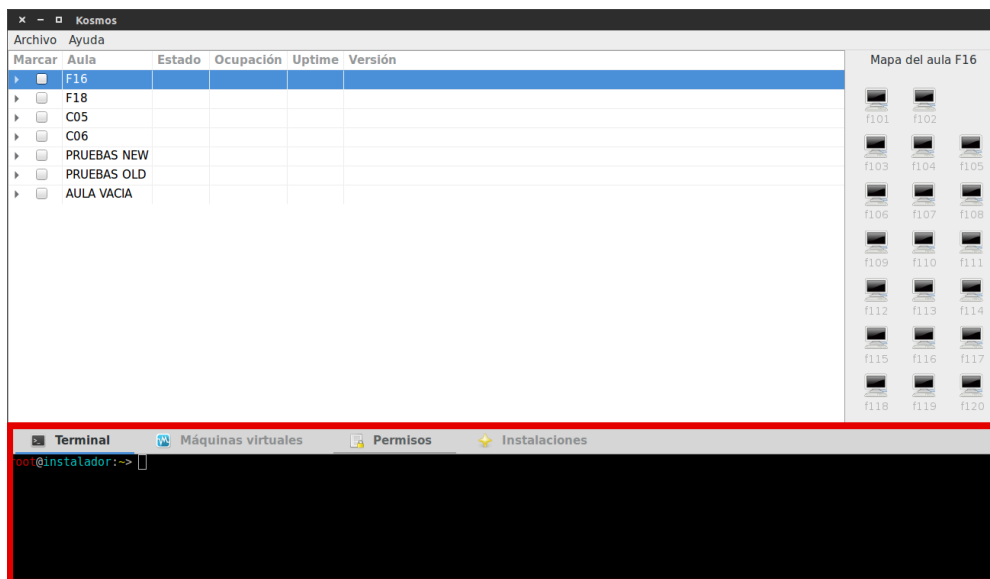 Kosmos
Archivo Ayuda
Marcar Aula Estado Ocupación Uptime Versión
F16
F18
C05
C06
PRUEBAS NEW
PRUEBAS OLD
AULA VACIA
Mapa del aula F16
f101 f102
f103 f104 f105
f106 f107 f108
f109 f110 f111
f112 f113 f114
f115 f116 f117
f118 f119 f120
Terminal Máquinas virtuales Permisos Instalaciones
root@instalador:~>